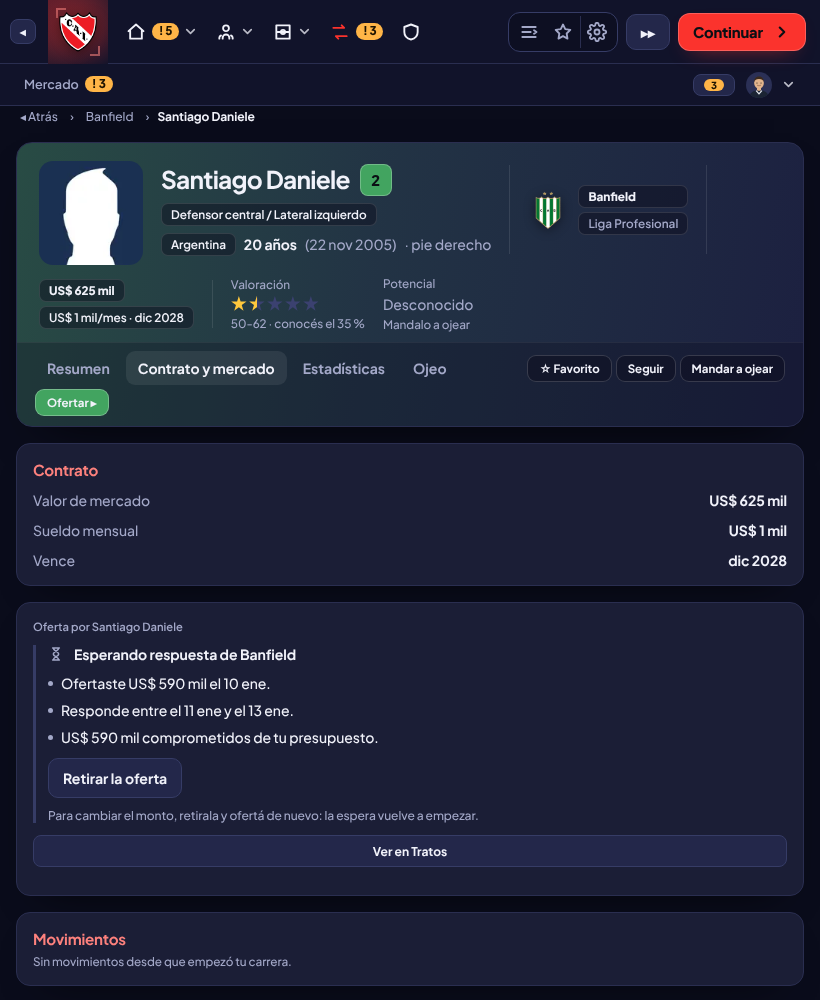 ! 5
! 3
Continuar
Mercado ! 3
3
◂ Atrás › Banfield › Santiago Daniele
Santiago Daniele 2
Defensor central / Lateral izquierdo
Argentina 20 años (22 nov 2005) · pie derecho
Banfield
Liga Profesional
US$ 625 mil
US$ 1 mil/mes · dic 2028
Valoración
50-62 · conocés el 35 %
Potencial
Desconocido
Mandalo a ojear
Resumen Contrato y mercado Estadísticas Ojeo
☆ Favorito Seguir Mandar a ojear
Ofertar ▸
Contrato
Valor de mercado US$ 625 mil
Sueldo mensual US$ 1 mil
Vence dic 2028
Oferta por Santiago Daniele
Esperando respuesta de Banfield
• Ofertaste US$ 590 mil el 10 ene.
• Responde entre el 11 ene y el 13 ene.
• US$ 590 mil comprometidos de tu presupuesto.
Retirar la oferta
Para cambiar el monto, retirala y ofertá de nuevo: la espera vuelve a empezar.
Ver en Tratos
Movimientos
Sin movimientos desde que empezó tu carrera.